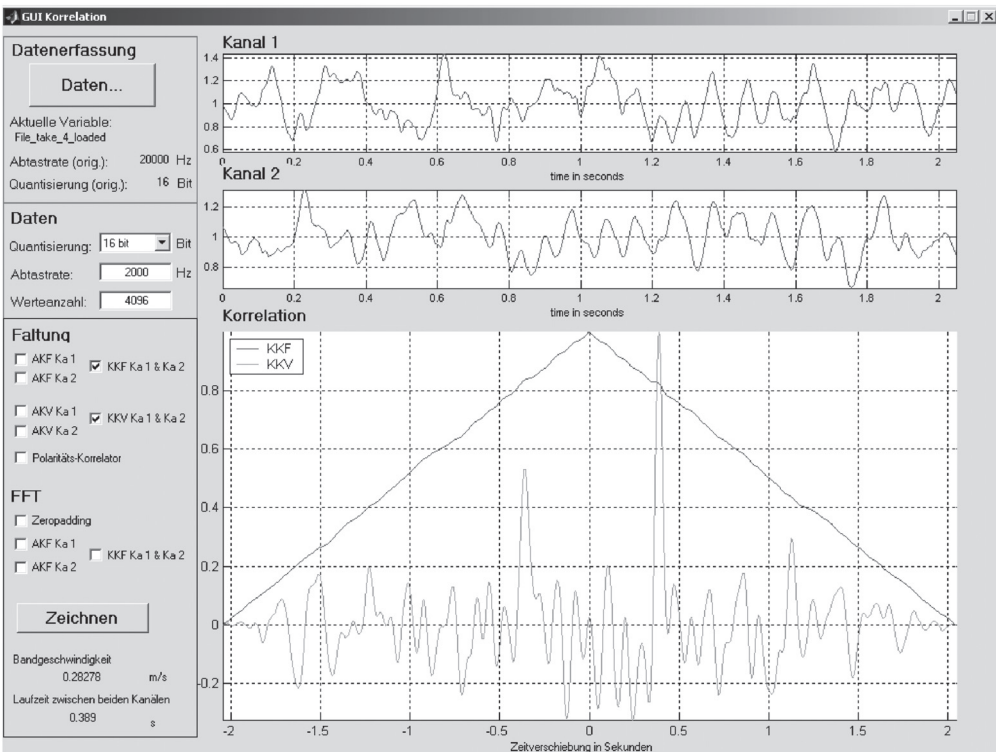 GUI Korrelation
Datenerfassung
Daten...
Aktuelle Variable:
File_take_4_loaded
Abtastrate (orig.): 20000 Hz
Quantisierung (orig.): 16 Bit
Daten
Quantisierung: 16 bit Bit
Abtastrate: 2000 Hz
Werteanzahl: 4096
Faltung
AKF Ka 1
KKF Ka 1 & Ka 2
AKF Ka 2
AKV Ka 1
KKV Ka 1 & Ka 2
AKV Ka 2
Polaritäts-Korrelator
FFT
Zeropadding
AKF Ka 1
KKF Ka 1 & Ka 2
AKF Ka 2
Zeichnen
Bandgeschwindigkeit
0.28278 m/s
Laufzeit zwischen beiden Kanälen
0.389 s
Kanal 1
1.4
1.2
1
0.8
0.6
0 0.2 0.4 0.6 0.8 1 1.2 1.4 1.6 1.8 2
time in seconds
Kanal 2
1.2
1
0.8
0 0.2 0.4 0.6 0.8 1 1.2 1.4 1.6 1.8 2
time in seconds
Korrelation
KKF
KKV
0.8
0.6
0.4
0.2
0
-0.2
-2 -1.5 -1 -0.5 0 0.5 1 1.5 2
Zeitverschiebung in Sekunden